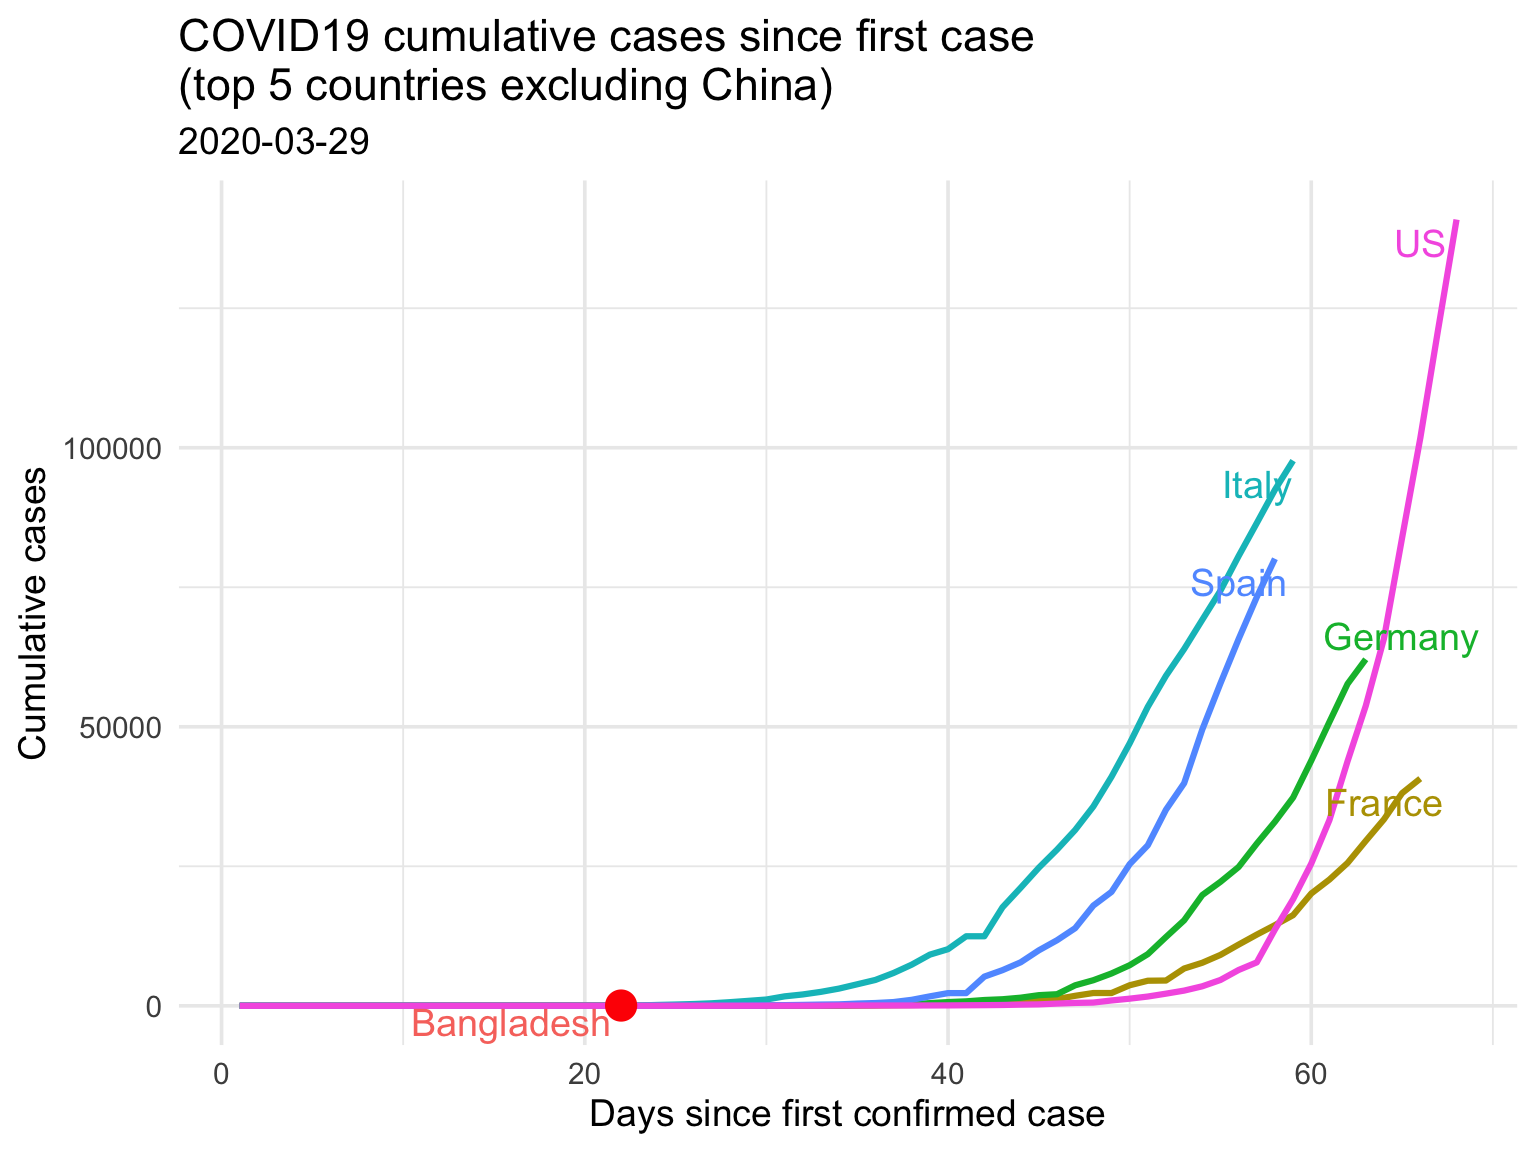 COVID19 cumulative cases since first case
(top 5 countries excluding China)
2020-03-29
US
100000
Italy
Spain
Germany
50000
France
0
Bangladesh
0 20 40 60
Days since first confirmed case
Cumulative cases